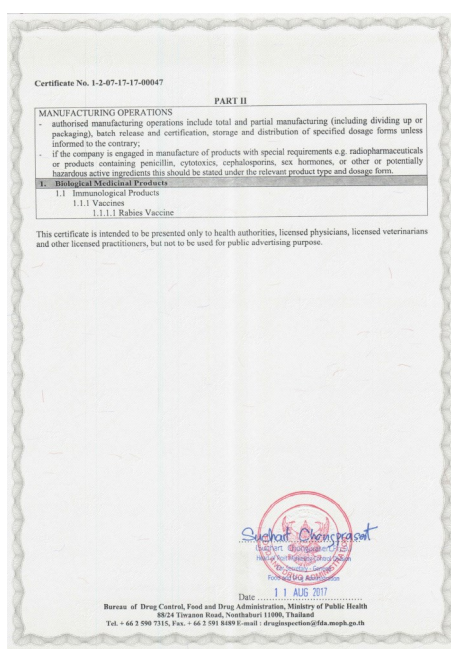 Certificate No. 1-2-07-17-17-00047
PART II
MANUFACTURING OPERATIONS
- authorised manufacturing operations include total and partial manufacturing (including dividing up or
packaging), batch release and certification, storage and distribution of specified dosage forms unless
informed to the contrary;
- if the company is engaged in manufacture of products with special requirements e.g. radiopharmaceuticals
or products containing penicillin, cytotoxics, cephalosporins, sex hormones, or other or potentially
hazardous active ingredients this should be stated under the relevant product type and dosage form.
1. Biological Medicinal Products
1.1 Immunological Products
1.1.1 Vaccines
1.1.1.1 Rabies Vaccine
This certificate is intended to be presented only to health authorities, licensed physicians, licensed veterinarians
and other licensed practitioners, but not to be used for public advertising purpose.
Suchart Chongprasert
Food and Drug Administration
Date 11 AUG 2017
Bureau of Drug Control, Food and Drug Administration, Ministry of Public Health
88/24 Tiwanon Road, Nonthaburi 11000, Thailand
Tel. + 66 2 590 7315, Fax. + 66 2 591 8489 E-mail : druginspection@fda.moph.go.th